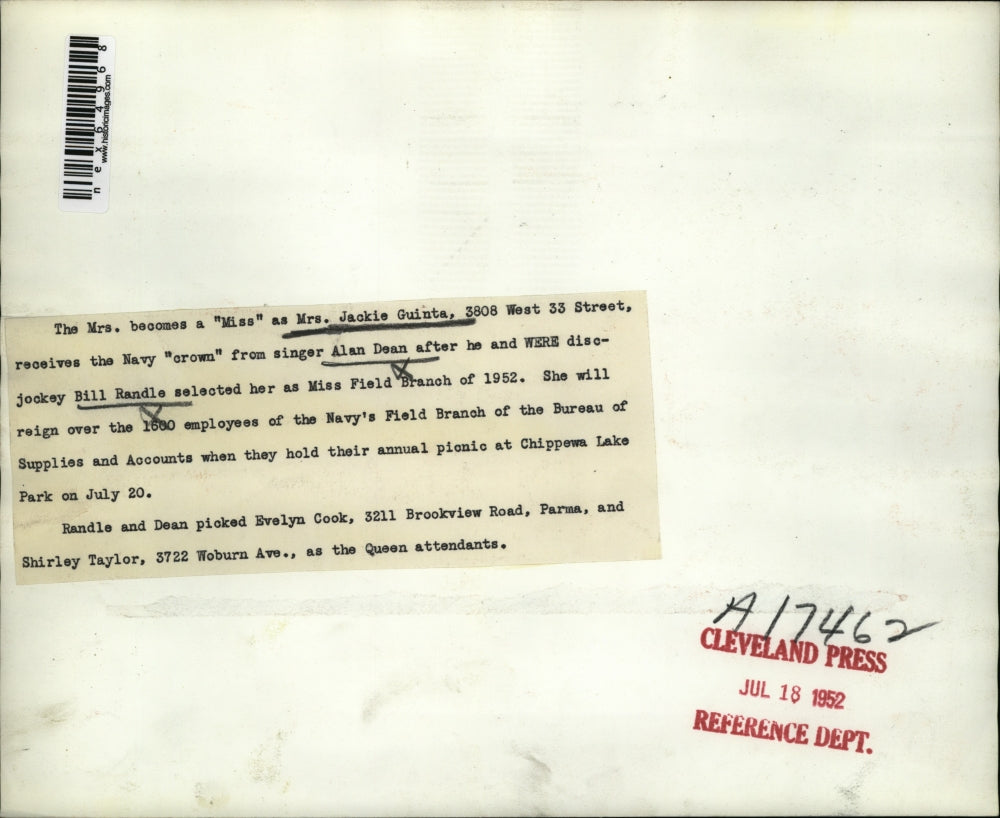 nex64968
www.historicimages.com
The Mrs. becomes a "Miss" as Mrs. Jackie Guinta, 3808 West 33 Street,
receives the Navy "crown" from singer Alan Dean after he and WERE disc-
jockey Bill Randle selected her as Miss Field Branch of 1952. She will
reign over the 1600 employees of the Navy's Field Branch of the Bureau of
Supplies and Accounts when they hold their annual picnic at Chippewa Lake
Park on July 20.
Randle and Dean picked Evelyn Cook, 3211 Brookview Road, Parma, and
Shirley Taylor, 3722 Woburn Ave., as the Queen attendants.
A17462
CLEVELAND PRESS
JUL 18 1952
REFERENCE DEPT.